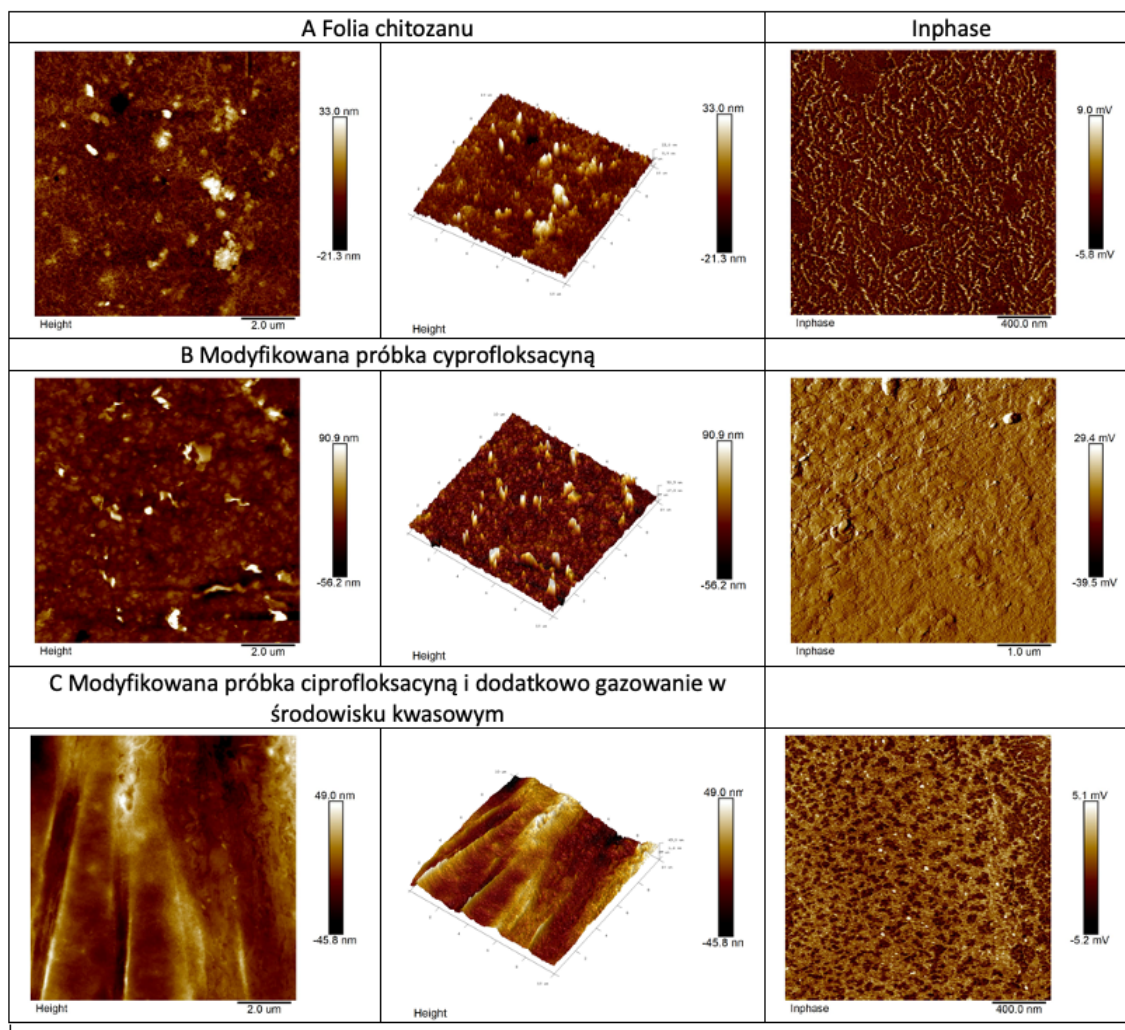 A Folia chitozanu
Inphase
33.0 nm
-21.3 nm
Height
2.0 um
33.0 nm
-21.3 nm
Height
9.0 mV
-5.8 mV
Inphase
400.0 nm
B Modyfikowana próbka cyprofloksacyną
90.9 nm
-56.2 nm
Height
2.0 um
90.9 nm
-56.2 nm
Height
29.4 mV
-39.5 mV
Inphase
1.0 um
C Modyfikowana próbka ciprofloksacyną i dodatkowo gazowanie w
środowisku kwasowym
49.0 nm
-45.8 nm
Height
2.0 um
49.0 nm
-45.8 nm
Height
5.1 mV
-5.2 mV
Inphase
400.0 nm